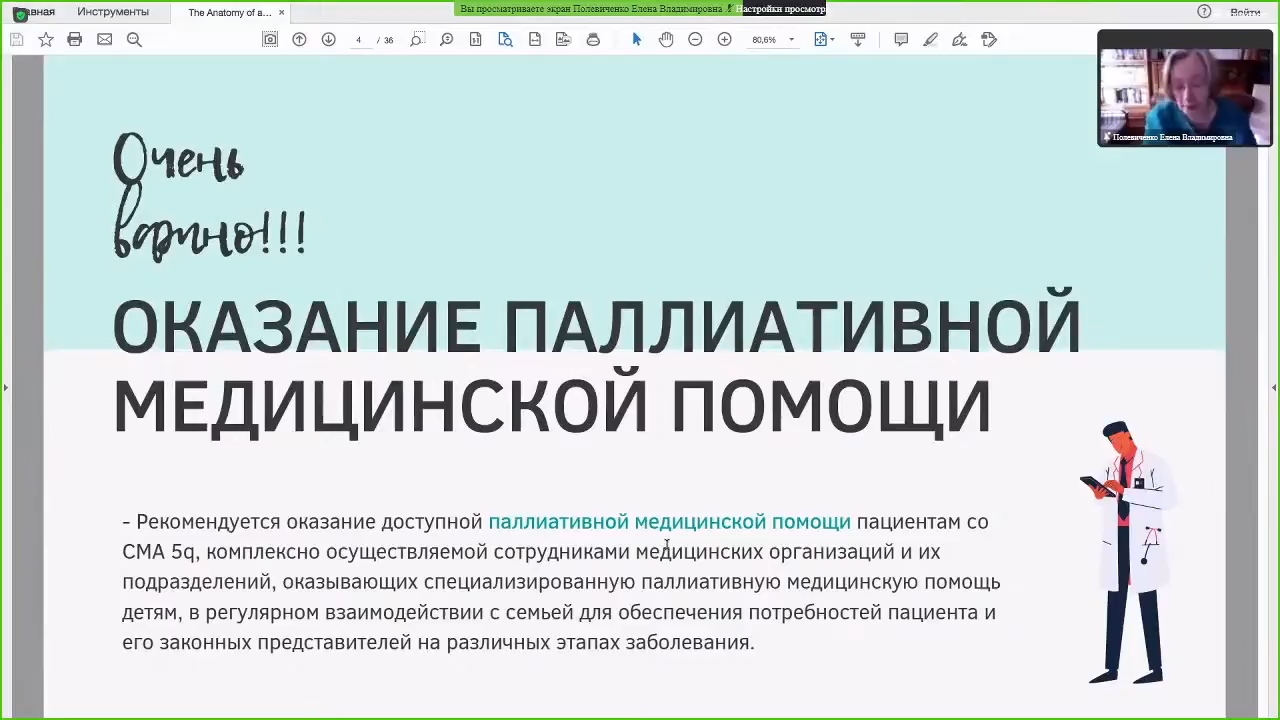 авная Инструменты The Anatomy of a... × Вы просматриваете экран Полевиченко Елена Владимировна Настройки просмотр Войти
4 / 36 80,6%
Полевиченко Елена Владимировна
Очень
важно!!!
ОКАЗАНИЕ ПАЛЛИАТИВНОЙ
МЕДИЦИНСКОЙ ПОМОЩИ
- Рекомендуется оказание доступной паллиативной медицинской помощи пациентам со
СМА 5q, комплексно осуществляемой сотрудниками медицинских организаций и их
подразделений, оказывающих специализированную паллиативную медицинскую помощь
детям, в регулярном взаимодействии с семьей для обеспечения потребностей пациента и
его законных представителей на различных этапах заболевания.